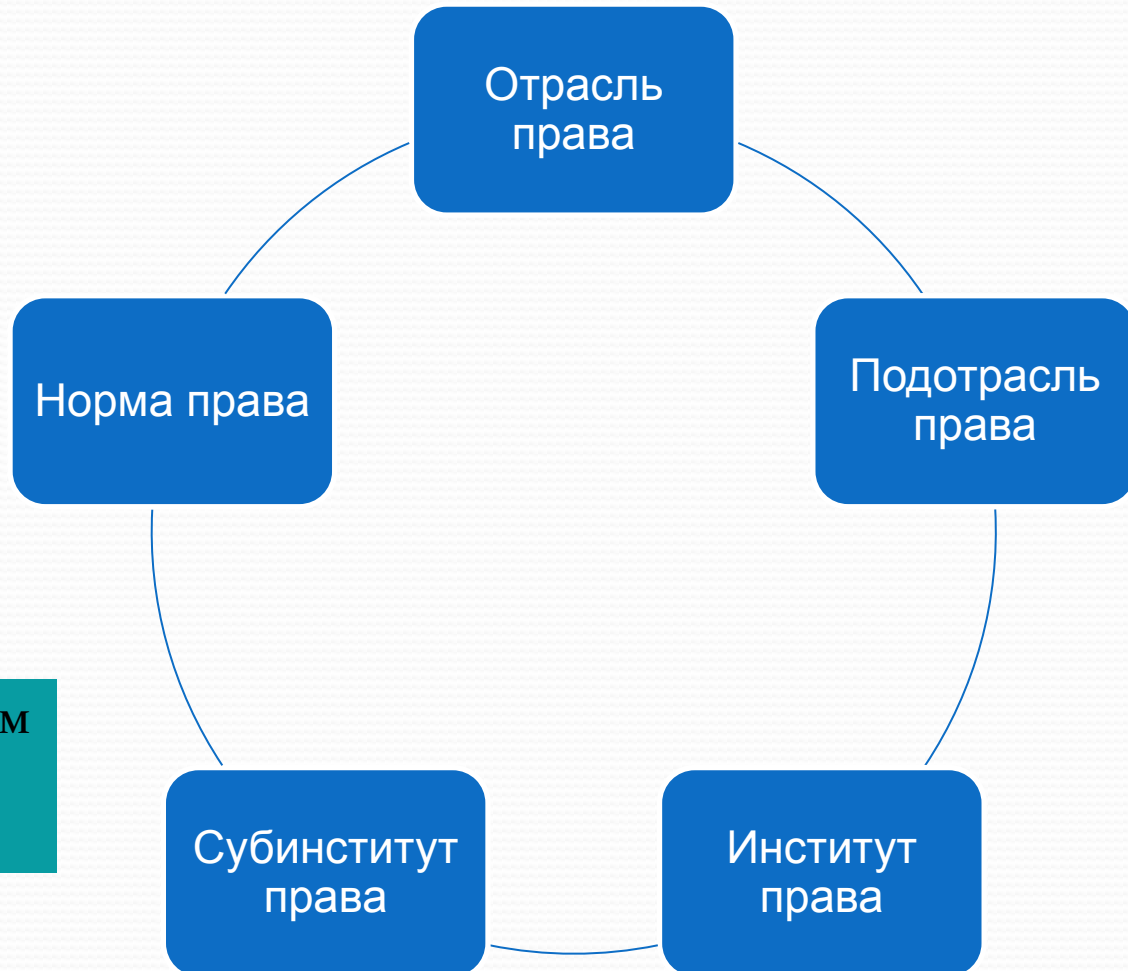 Отрасль
права
Подотрасль
права
Институт
права
Субинститут
права
Норма права